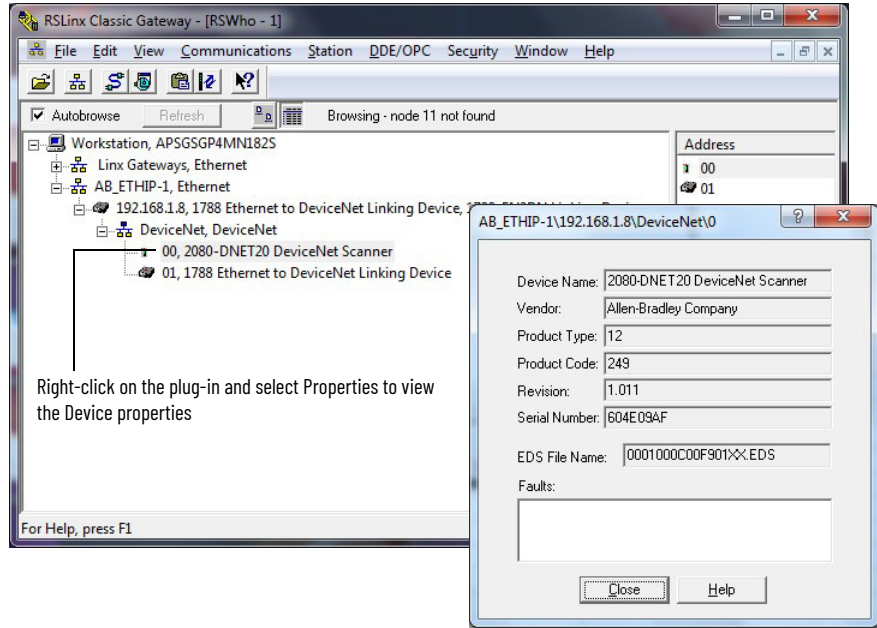 RSLinx Classic Gateway - [RSWho - 1]
File Edit View Communications Station DDE/OPC Security Window Help
Autobrowse Refresh Browsing - node 11 not found
Workstation, APSGSGP4MN182S
Linx Gateways, Ethernet
AB_ETHIP-1, Ethernet
192.168.1.8, 1788 Ethernet to DeviceNet Linking Device,
DeviceNet, DeviceNet
00, 2080-DNET20 DeviceNet Scanner
01, 1788 Ethernet to DeviceNet Linking Device
Address
00
01
Right-click on the plug-in and select Properties to view
the Device properties
For Help, press F1
AB_ETHIP-1\192.168.1.8\DeviceNet\0
Device Name: 2080-DNET20 DeviceNet Scanner
Vendor: Allen-Bradley Company
Product Type: 12
Product Code: 249
Revision: 1.011
Serial Number: 604E09AF
EDS File Name: 0001000C00F901XX.EDS
Faults:
Close Help